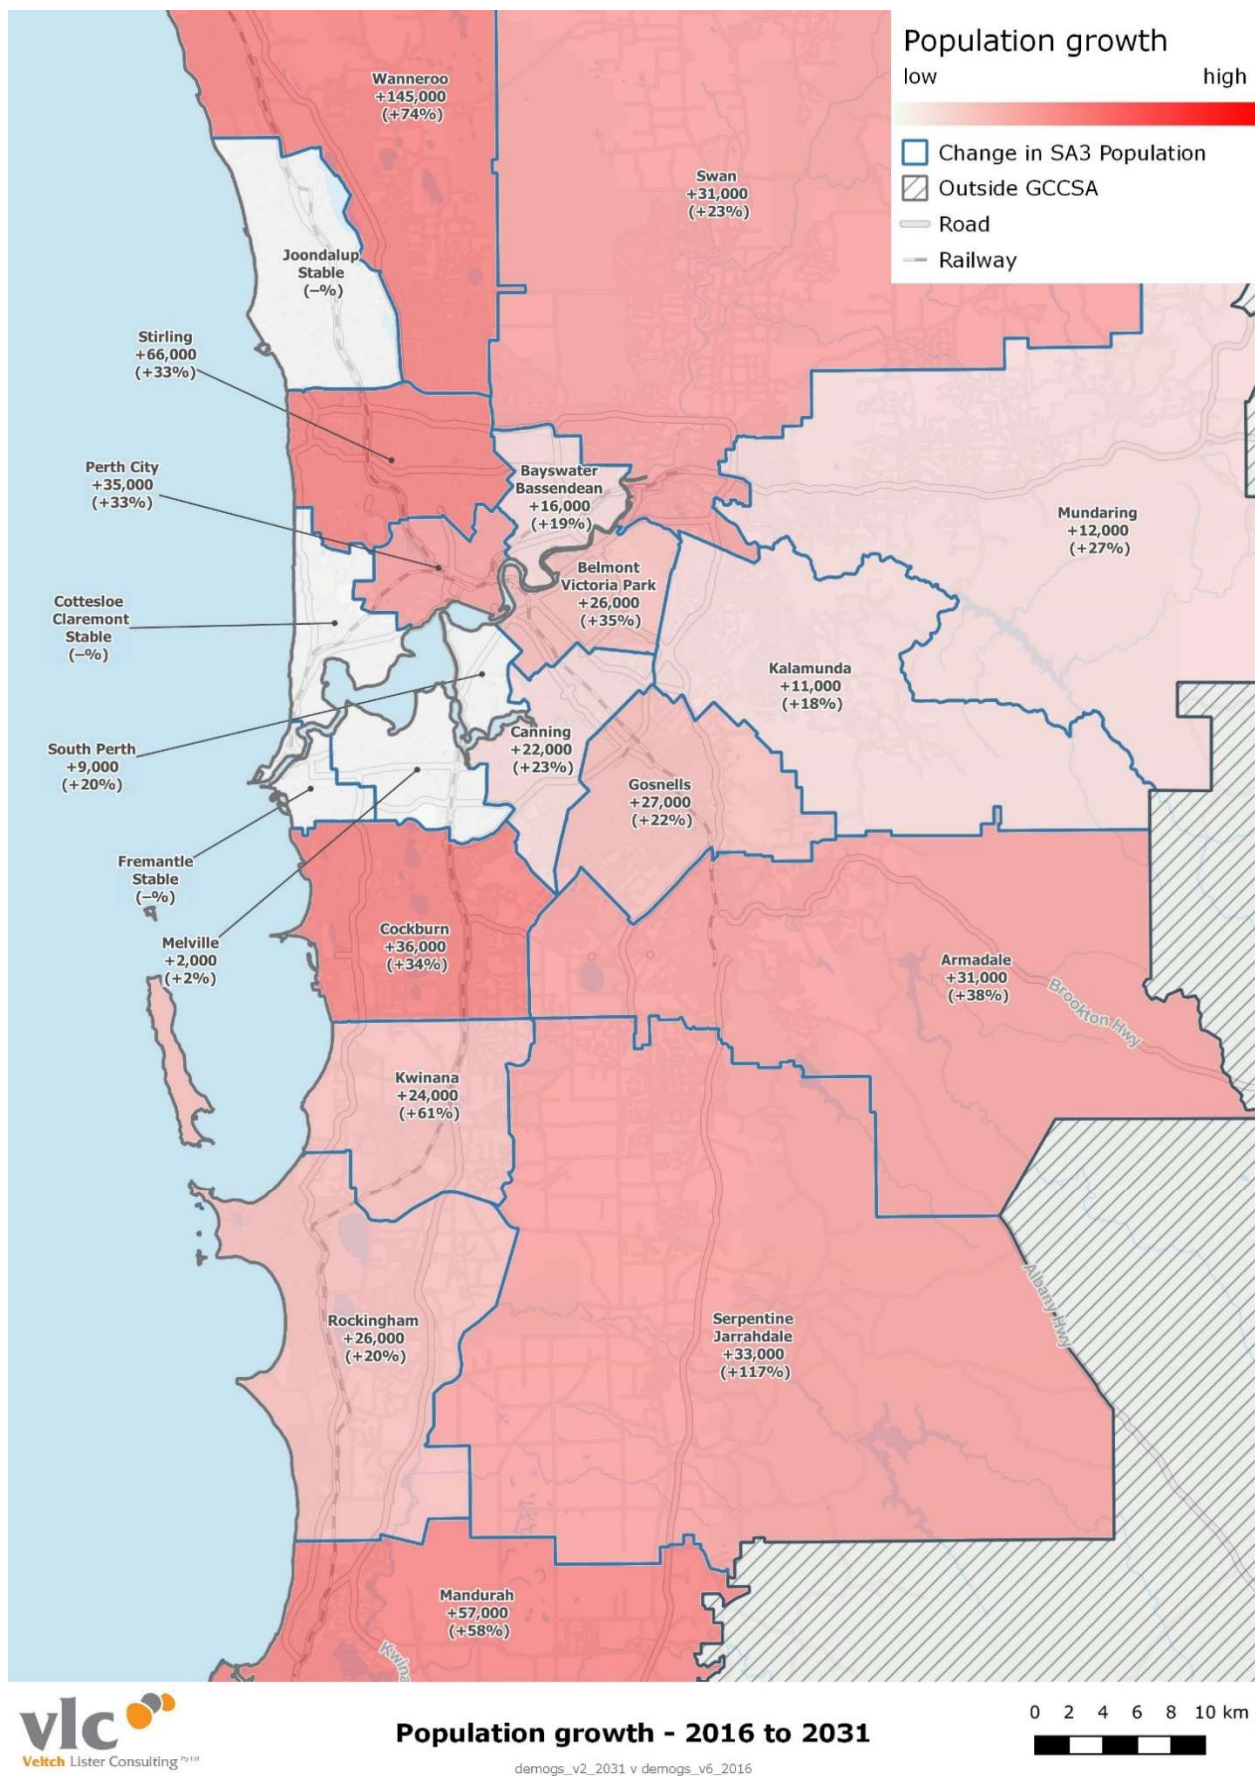 Population growth
low high
Change in SA3 Population
Outside GCCSA
Road
Railway
Wanneroo
+145,000
(+74%)
Swan
+31,000
(+23%)
Joondalup
Stable
(–%)
Stirling
+66,000
(+33%)
Perth City
+35,000
(+33%)
Bayswater
Bassendean
+16,000
(+19%)
Mundaring
+12,000
(+27%)
Belmont
Victoria Park
+26,000
(+35%)
Cottesloe
Claremont
Stable
(–%)
Kalamunda
+11,000
(+18%)
South Perth
+9,000
(+20%)
Canning
+22,000
(+23%)
Gosnells
+27,000
(+22%)
Fremantle
Stable
(–%)
Melville
+2,000
(+2%)
Cockburn
+36,000
(+34%)
Armadale
+31,000
(+38%)
Brookton Hwy
Kwinana
+24,000
(+61%)
Albany Hwy
Rockingham
+26,000
(+20%)
Serpentine
Jarrahdale
+33,000
(+117%)
Mandurah
+57,000
(+58%)
Kwina
vlc
Veitch Lister Consulting Pty Ltd
Population growth - 2016 to 2031
demogs_v2_2031 v demogs_v6_2016
0 2 4 6 8 10 km